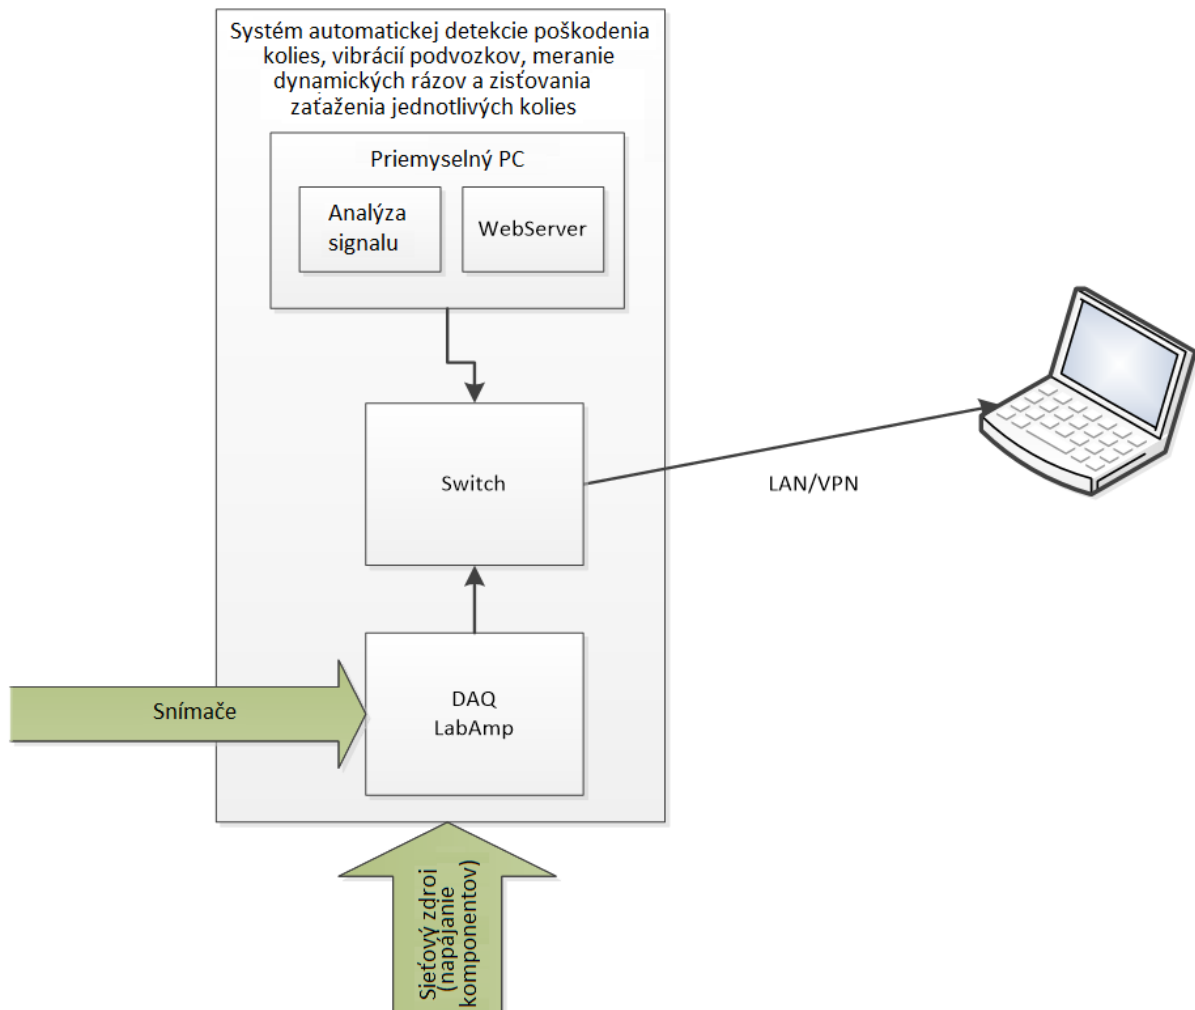 Systém automatickej detekcie poškodenia
kolies, vibrácií podvozkov, meranie
dynamických rázov a zisťovania
zaťaženia jednotlivých kolies
Priemyselný PC
Analýza
signalu
WebServer
Switch
LAN/VPN
DAQ
LabAmp
Snímače
Sieťový zdroi
(napájanie
komponentov)